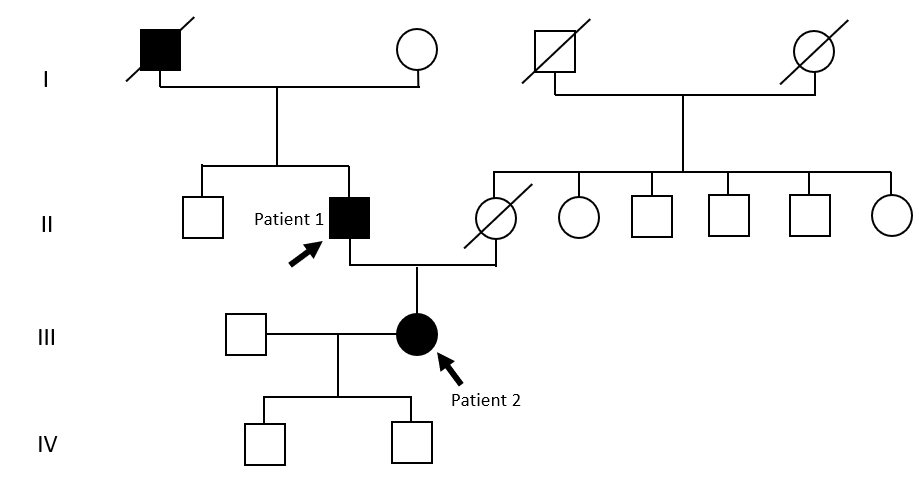 I
Patient 1
II
III
Patient 2
IV